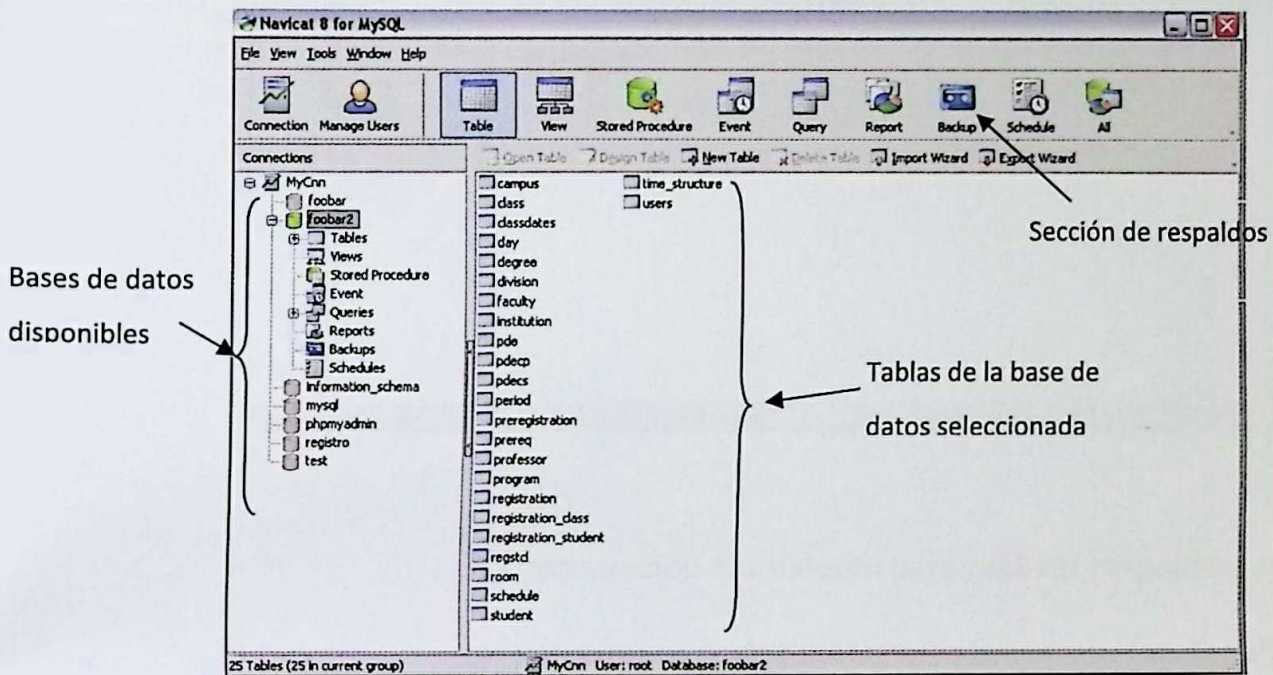 Navicat 8 for MySQL
File View Tools Window Help
Connection Manage Users Table View Stored Procedure Event Query Report Backup Schedule All
Connections
Open Table Design Table New Table Delete Table Import Wizard Export Wizard
MyCnn
foobar
foobar2
Tables
Views
Stored Procedure
Event
Queries
Reports
Backups
Schedules
information_schema
mysql
phpmyadmin
registro
test
campus
class
classdates
day
degree
division
faculty
institution
pde
pdecp
pdecs
period
preregistration
prereq
professor
program
registration
registration_class
registration_student
regstcl
room
schedule
student
time_structure
users
Bases de datos
disponibles
Sección de respaldos
Tablas de la base de
datos seleccionada
25 Tables (25 in current group)
MyCnn User: root Database: foobar2